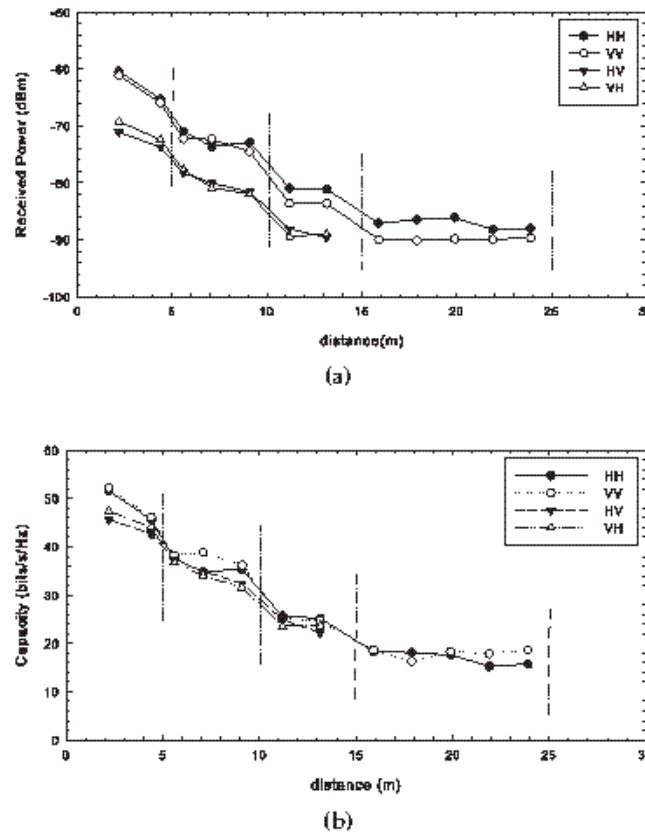 -50
-60
-70
-80
-90
-100
Received Power (dBm)
HH
VV
HV
VH
0 5 10 15 20 25
distance(m)
(a)
60
50
40
30
20
10
0
Capacity (bits/s/Hz)
HH
VV
HV
VH
0 5 10 15 20 25
distance (m)
(b)